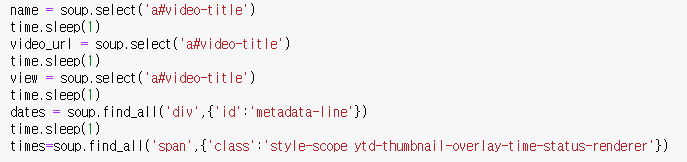 name = soup.select('a#video-title')
time.sleep(1)
video_url = soup.select('a#video-title')
time.sleep(1)
view = soup.select('a#video-title')
time.sleep(1)
dates = soup.find_all('div',{'id':'metadata-line'})
time.sleep(1)
times=soup.find_all('span',{'class':'style-scope ytd-thumbnail-overlay-time-status-renderer'})